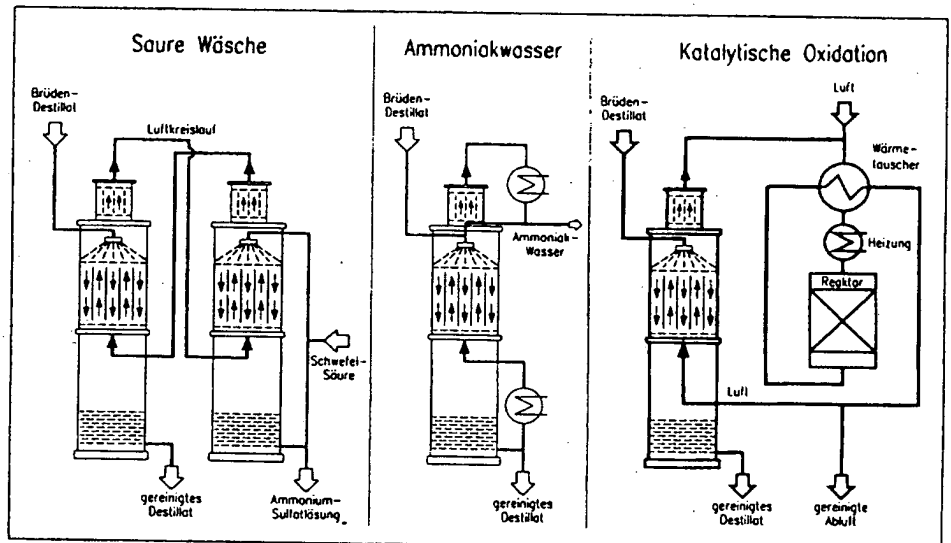 Saure Wäsche
Brüden-
Destillat
Luftkreislauf
Schwefel-
Säure
gereinigtes
Destillat
Ammonium-
Sulfatlösung
Ammoniakwasser
Brüden-
Destillat
Ammoniak-
Wasser
gereinigtes
Destillat
Katalytische Oxidation
Brüden-
Destillat
Luft
Wärme-
tauscher
Heizung
Reaktor
Luft
gereinigtes
Destillat
gereinigte
Abluft